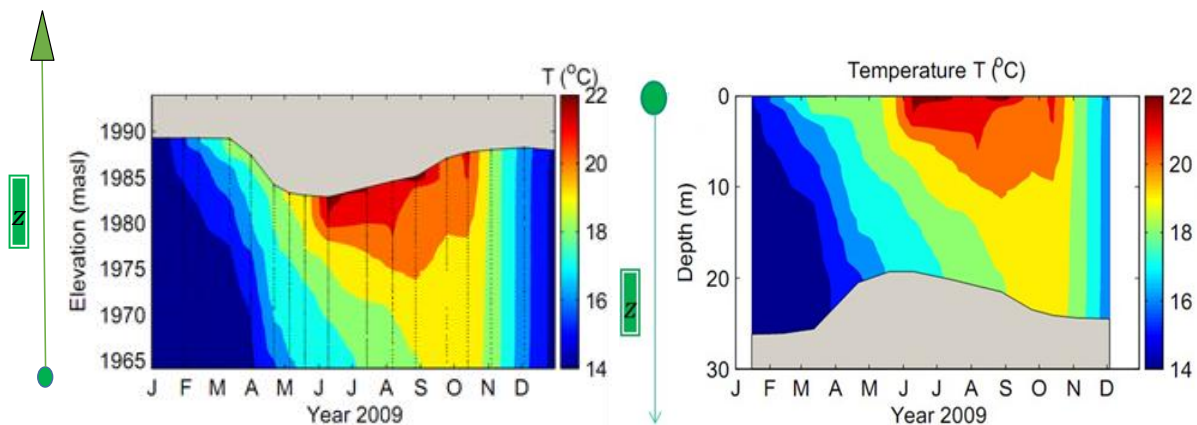 z
T (°C)
Elevation (masl)
1990
1985
1980
1975
1970
1965
J F M A M J J A S O N D
Year 2009
22
20
18
16
14
z
Temperature T (°C)
Depth (m)
0
10
20
30
J F M A M J J A S O N D
Year 2009
22
20
18
16
14